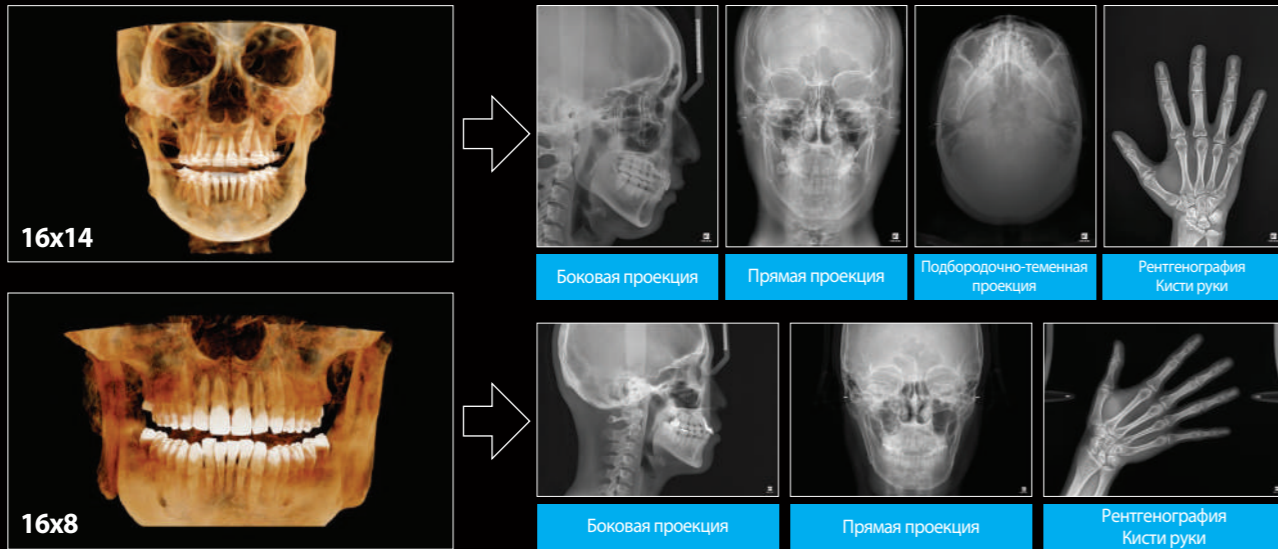 16x14
Боковая проекция
Прямая проекция
Подбородочно-теменная
проекция
Рентгенография
Кисти руки
16x8
Боковая проекция
Прямая проекция
Рентгенография
Кисти руки